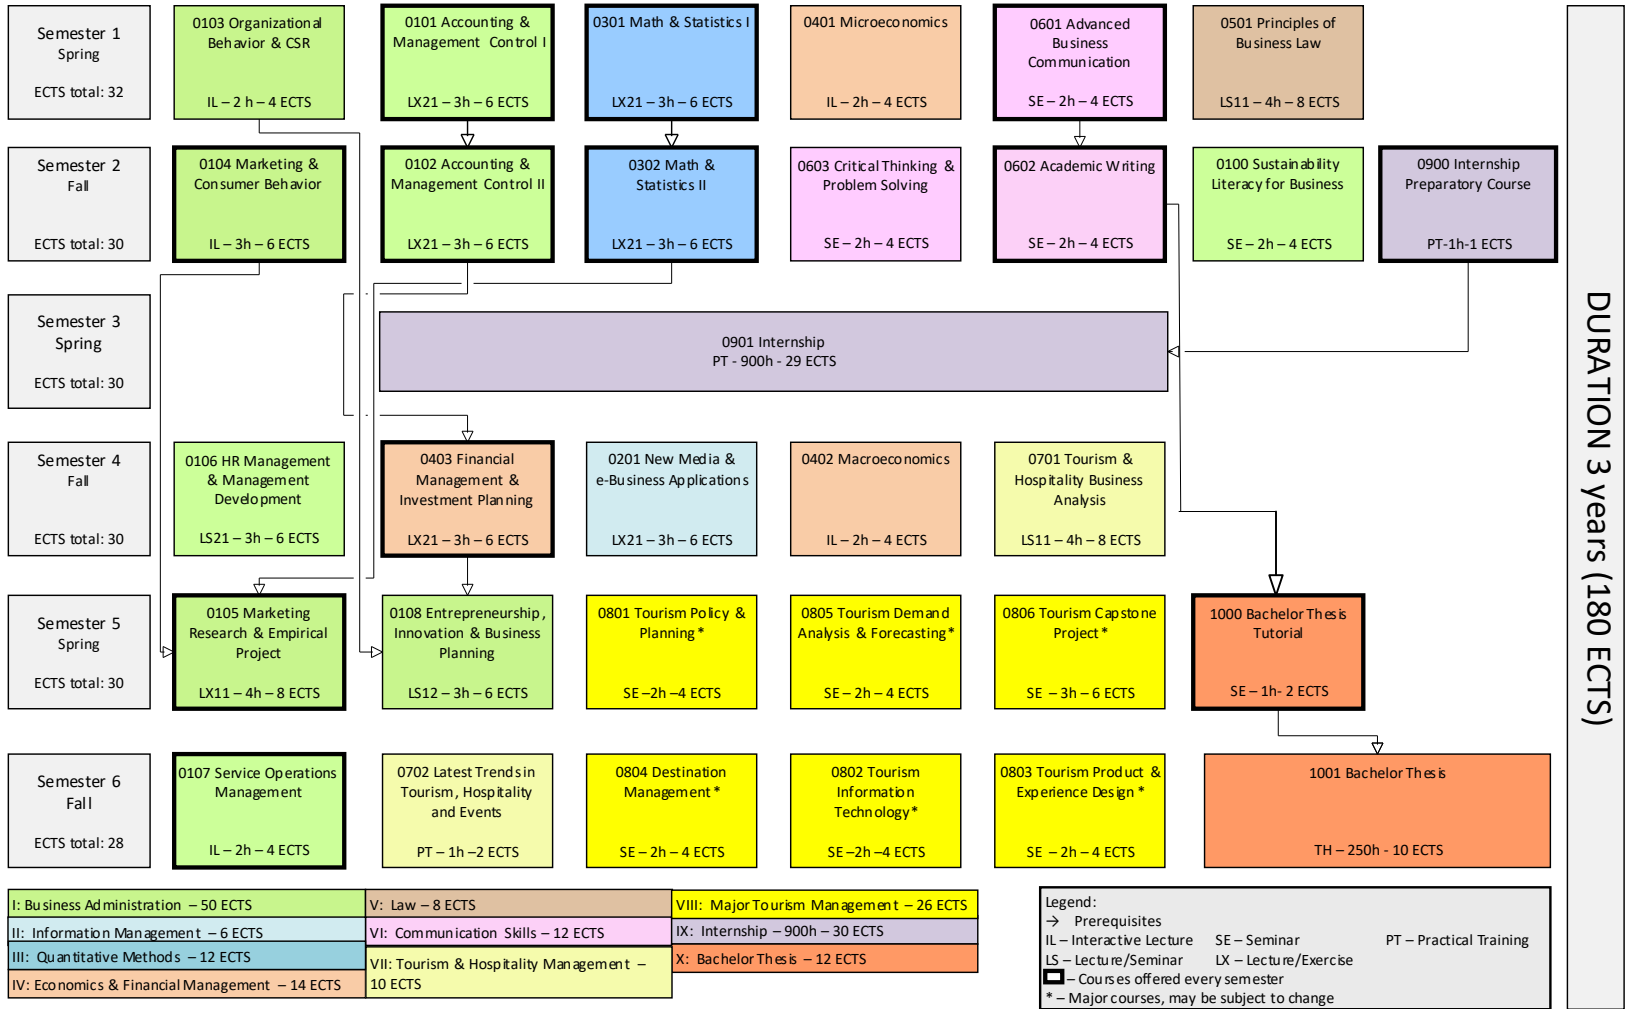 Semester 1
Spring
ECTS total: 32
0103 Organizational
Behavior & CSR
IL – 2 h – 4 ECTS
0101 Accounting &
Management Control I
LX21 – 3h – 6 ECTS
0301 Math & Statistics I
LX21 – 3h – 6 ECTS
0401 Microeconomics
IL – 2h – 4 ECTS
0601 Advanced
Business
Communication
SE – 2h – 4 ECTS
0501 Principles of
Business Law
LS11 – 4h – 8 ECTS
Semester 2
Fall
ECTS total: 30
0104 Marketing &
Consumer Behavior
IL – 3h – 6 ECTS
0102 Accounting &
Management Control II
LX21 – 3h – 6 ECTS
0302 Math &
Statistics II
LX21 – 3h – 6 ECTS
0603 Critical Thinking &
Problem Solving
SE – 2h – 4 ECTS
0602 Academic Writing
SE – 2h – 4 ECTS
0100 Sustainability
Literacy for Business
SE – 2h – 4 ECTS
0900 Internship
Preparatory Course
PT-1h-1 ECTS
Semester 3
Spring
ECTS total: 30
0901 Internship
PT - 900h - 29 ECTS
Semester 4
Fall
ECTS total: 30
0106 HR Management
& Management
Development
LS21 – 3h – 6 ECTS
0403 Financial
Management &
Investment Planning
LX21 – 3h – 6 ECTS
0201 New Media &
e-Business Applications
LX21 – 3h – 6 ECTS
0402 Macroeconomics
IL – 2h – 4 ECTS
0701 Tourism &
Hospitality Business
Analysis
LS11 – 4h – 8 ECTS
Semester 5
Spring
ECTS total: 30
0105 Marketing
Research & Empirical
Project
LX11 – 4h – 8 ECTS
0108 Entrepreneurship,
Innovation & Business
Planning
LS12 – 3h – 6 ECTS
0801 Tourism Policy &
Planning*
SE –2h –4 ECTS
0805 Tourism Demand
Analysis & Forecasting*
SE – 2h – 4 ECTS
0806 Tourism Capstone
Project*
SE – 3h – 6 ECTS
1000 Bachelor Thesis
Tutorial
SE – 1h- 2 ECTS
Semester 6
Fall
ECTS total: 28
0107 Service Operations
Management
IL – 2h – 4 ECTS
0702 Latest Trends in
Tourism, Hospitality
and Events
PT – 1h –2 ECTS
0804 Destination
Management*
SE – 2h – 4 ECTS
0802 Tourism
Information
Technology*
SE –2h –4 ECTS
0803 Tourism Product &
Experience Design *
SE – 2h – 4 ECTS
1001 Bachelor Thesis
TH – 250h - 10 ECTS
DURATION 3 years (180 ECTS)
I: Business Administration – 50 ECTS
II: Information Management – 6 ECTS
III: Quantitative Methods – 12 ECTS
IV: Economics & Financial Management – 14 ECTS
V: Law – 8 ECTS
VI: Communication Skills – 12 ECTS
VII: Tourism & Hospitality Management –
10 ECTS
VIII: Major Tourism Management – 26 ECTS
IX: Internship – 900h – 30 ECTS
X: Bachelor Thesis – 12 ECTS
Legend:
→ Prerequisites
IL – Interactive Lecture SE – Seminar PT – Practical Training
LS – Lecture/Seminar LX – Lecture/Exercise
– Courses offered every semester
* – Major courses, may be subject to change